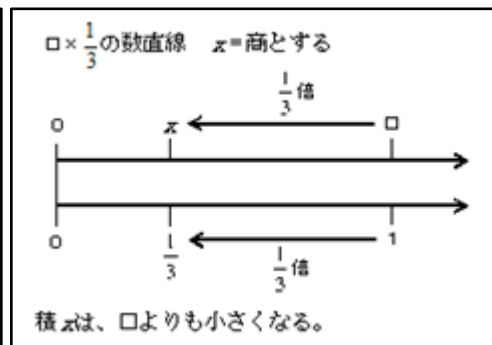 □×1/3の数直線 x=商とする
1/3倍
0 x □
0 1/3 1
1/3倍
積xは、□よりも小さくなる。